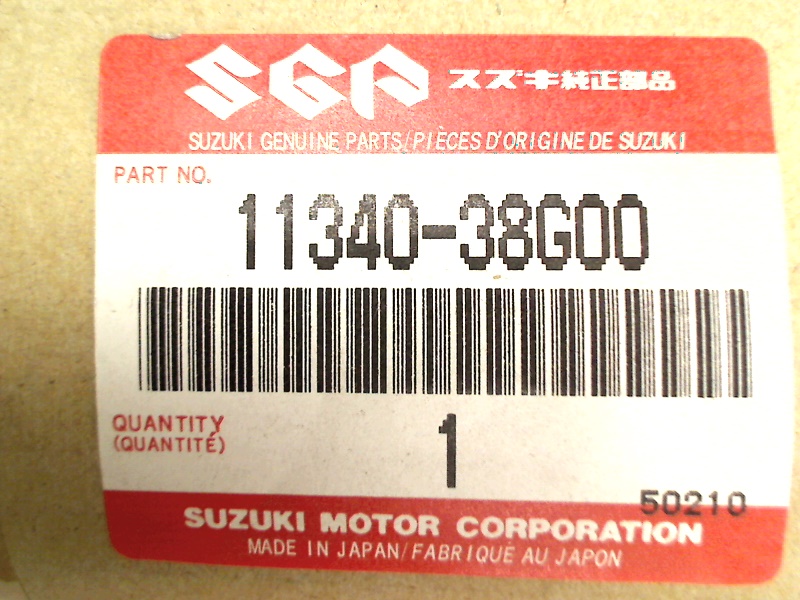 SGP スズキ純正部品
SUZUKI GENUINE PARTS/PIÈCES D'ORIGINE DE SUZUKI
PART NO.
11340-38G00
QUANTITY
(QUANTITÉ)
1
50210
SUZUKI MOTOR CORPORATION
MADE IN JAPAN/FABRIQUÉ AU JAPON